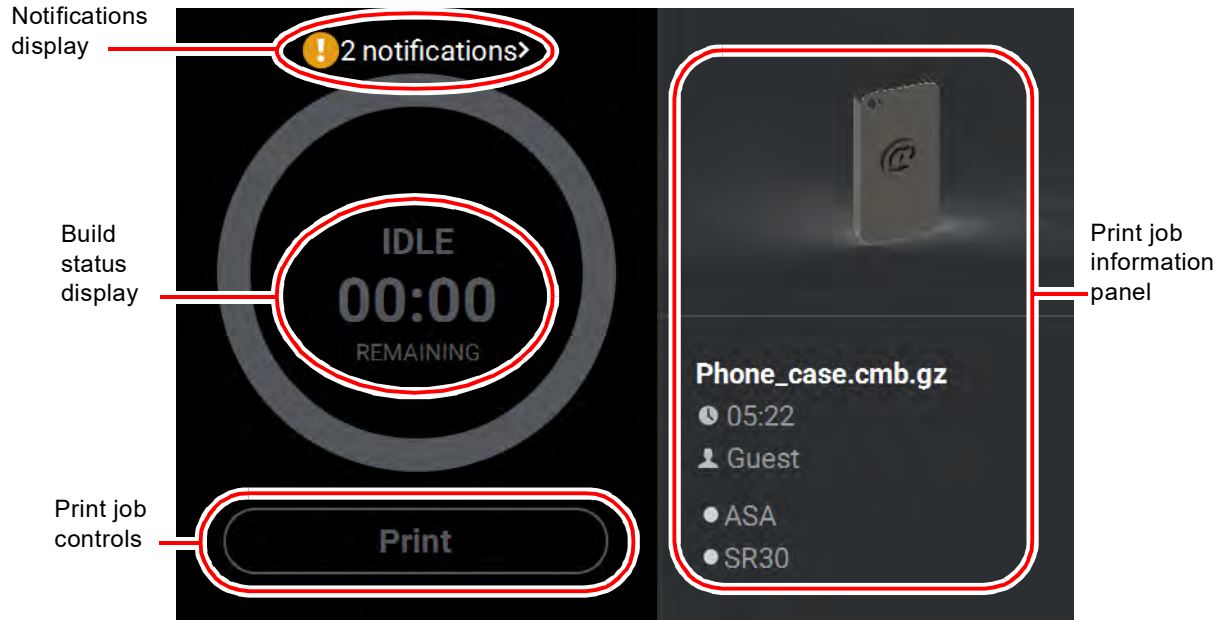 Notifications
display
2 notifications>
Build
status
display
IDLE
00:00
REMAINING
Print job
controls
Print
Phone_case.cmb.gz
05:22
Guest
ASA
SR30
Print job
information
panel